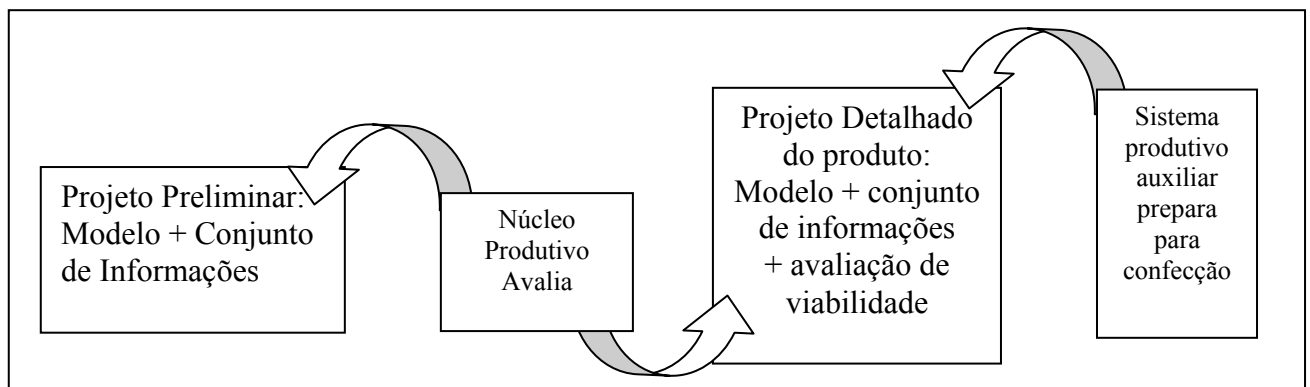 Projeto Preliminar:
Modelo + Conjunto
de Informações
Núcleo
Produtivo
Avalia
Projeto Detalhado
do produto:
Modelo + conjunto
de informações
+ avaliação de
viabilidade
Sistema
produtivo
auxiliar
prepara
para
confecção